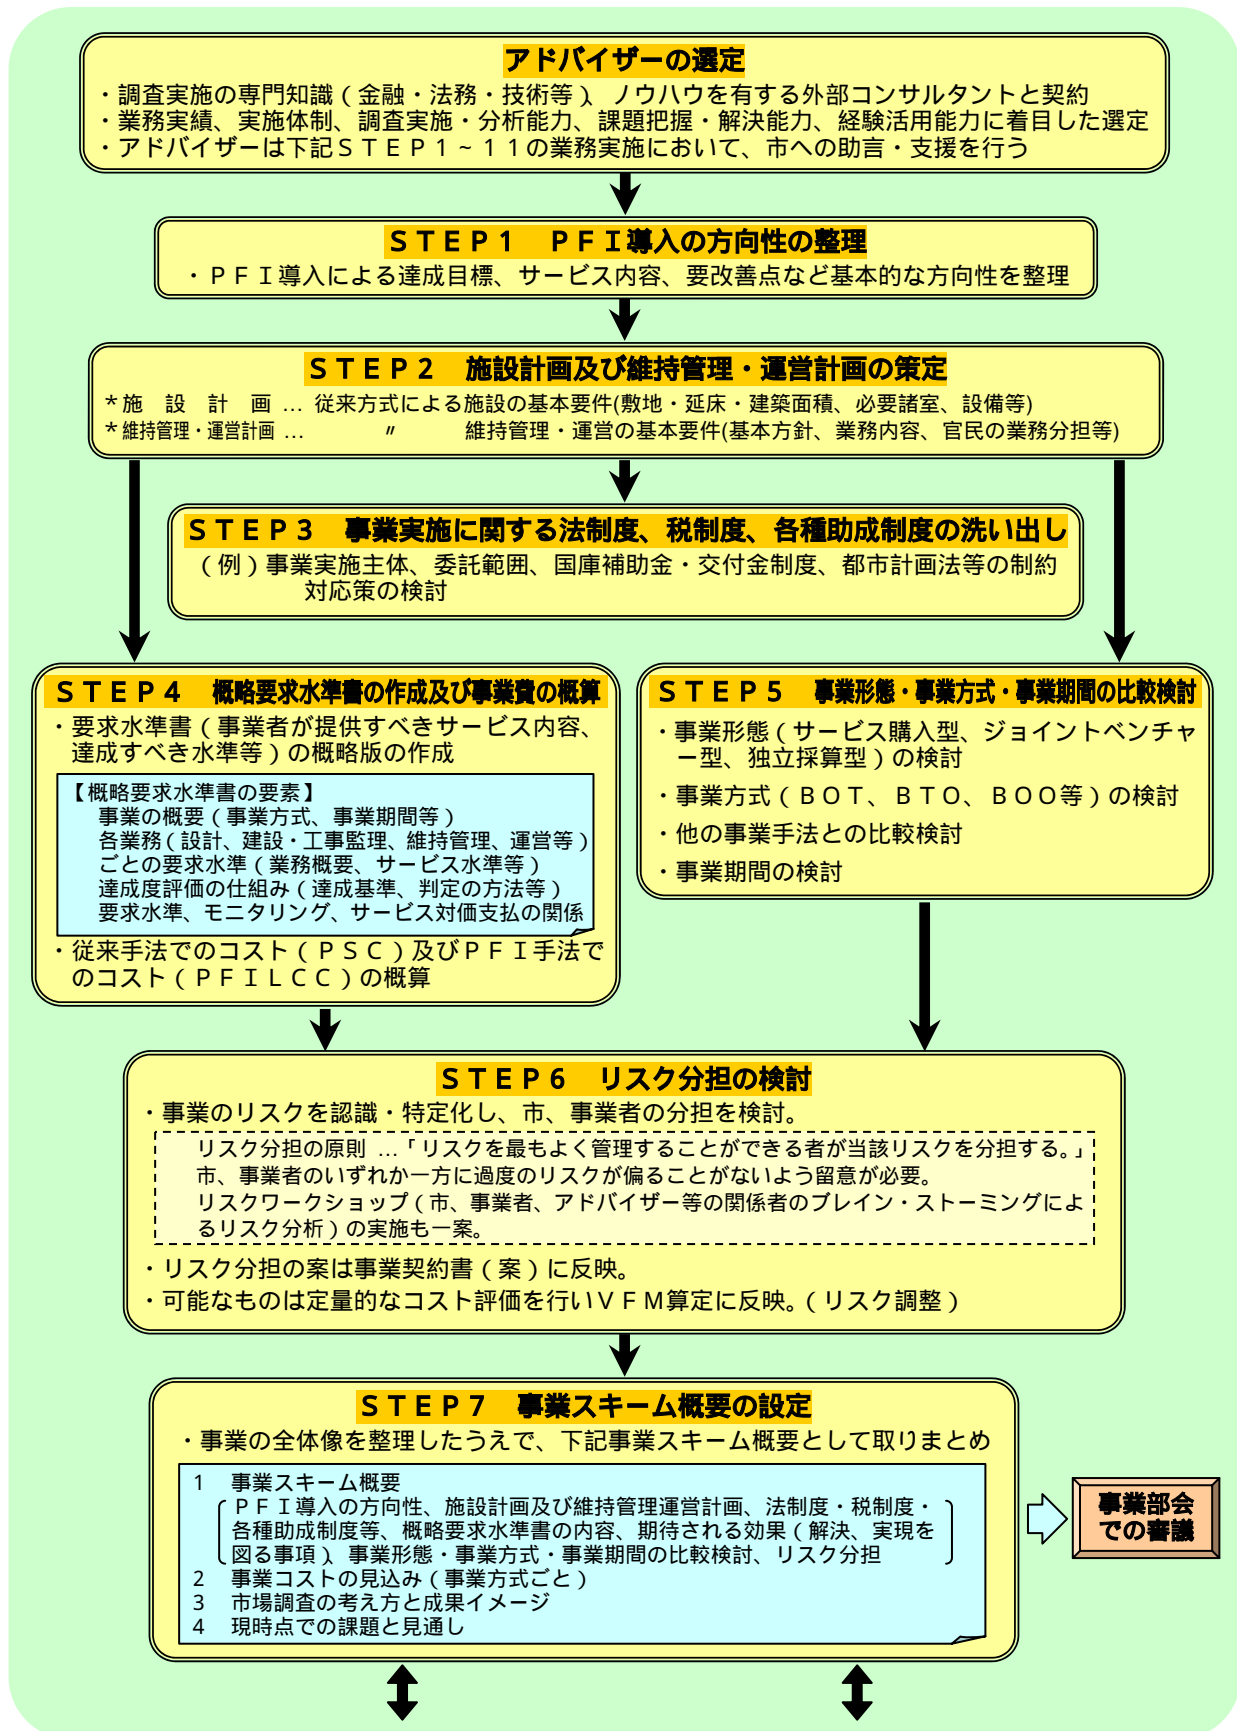 アドバイザーの選定
・調査実施の専門知識（金融・法務・技術等）、ノウハウを有する外部コンサルタントと契約
・業務実績、実施体制、調査実施・分析能力、課題把握・解決能力、経験活用能力に着目した選定
・アドバイザーは下記ＳＴＥＰ１～１１の業務実施において、市への助言・支援を行う
ＳＴＥＰ１　ＰＦＩ導入の方向性の整理
・ＰＦＩ導入による達成目標、サービス内容、要改善点など基本的な方向性を整理
ＳＴＥＰ２　施設計画及び維持管理・運営計画の策定
＊施　設　計　画 … 従来方式による施設の基本要件(敷地・延床・建築面積、必要諸室、設備等)
＊維持管理・運営計画 …　　　〃　　　維持管理・運営の基本要件(基本方針、業務内容、官民の業務分担等)
ＳＴＥＰ３　事業実施に関する法制度、税制度、各種助成制度の洗い出し
（例）事業実施主体、委託範囲、国庫補助金・交付金制度、都市計画法等の制約
対応策の検討
ＳＴＥＰ４　概略要求水準書の作成及び事業費の概算
・要求水準書（事業者が提供すべきサービス内容、
達成すべき水準等）の概略版の作成
【概略要求水準書の要素】
事業の概要（事業方式、事業期間等）
各業務（設計、建設・工事監理、維持管理、運営等）
ごとの要求水準（業務概要、サービス水準等）
達成度評価の仕組み（達成基準、判定の方法等）
要求水準、モニタリング、サービス対価支払の関係
・従来手法でのコスト（ＰＳＣ）及びＰＦＩ手法で
のコスト（ＰＦＩＬＣＣ）の概算
ＳＴＥＰ５　事業形態・事業方式・事業期間の比較検討
・事業形態（サービス購入型、ジョイントベンチャ
ー型、独立採算型）の検討
・事業方式（ＢＯＴ、ＢＴＯ、ＢＯＯ等）の検討
・他の事業手法との比較検討
・事業期間の検討
ＳＴＥＰ６　リスク分担の検討
・事業のリスクを認識・特定化し、市、事業者の分担を検討。
リスク分担の原則 …「リスクを最もよく管理することができる者が当該リスクを分担する。」
市、事業者のいずれか一方に過度のリスクが偏ることがないよう留意が必要。
リスクワークショップ（市、事業者、アドバイザー等の関係者のブレイン・ストーミングによ
るリスク分析）の実施も一案。
・リスク分担の案は事業契約書（案）に反映。
・可能なものは定量的なコスト評価を行いＶＦＭ算定に反映。（リスク調整）
ＳＴＥＰ７　事業スキーム概要の設定
・事業の全体像を整理したうえで、下記事業スキーム概要として取りまとめ
1　事業スキーム概要
ＰＦＩ導入の方向性、施設計画及び維持管理運営計画、法制度・税制度・
各種助成制度等、概略要求水準書の内容、期待される効果（解決、実現を
図る事項）、事業形態・事業方式・事業期間の比較検討、リスク分担
2　事業コストの見込み（事業方式ごと）
3　市場調査の考え方と成果イメージ
4　現時点での課題と見通し
事業部会
での審議